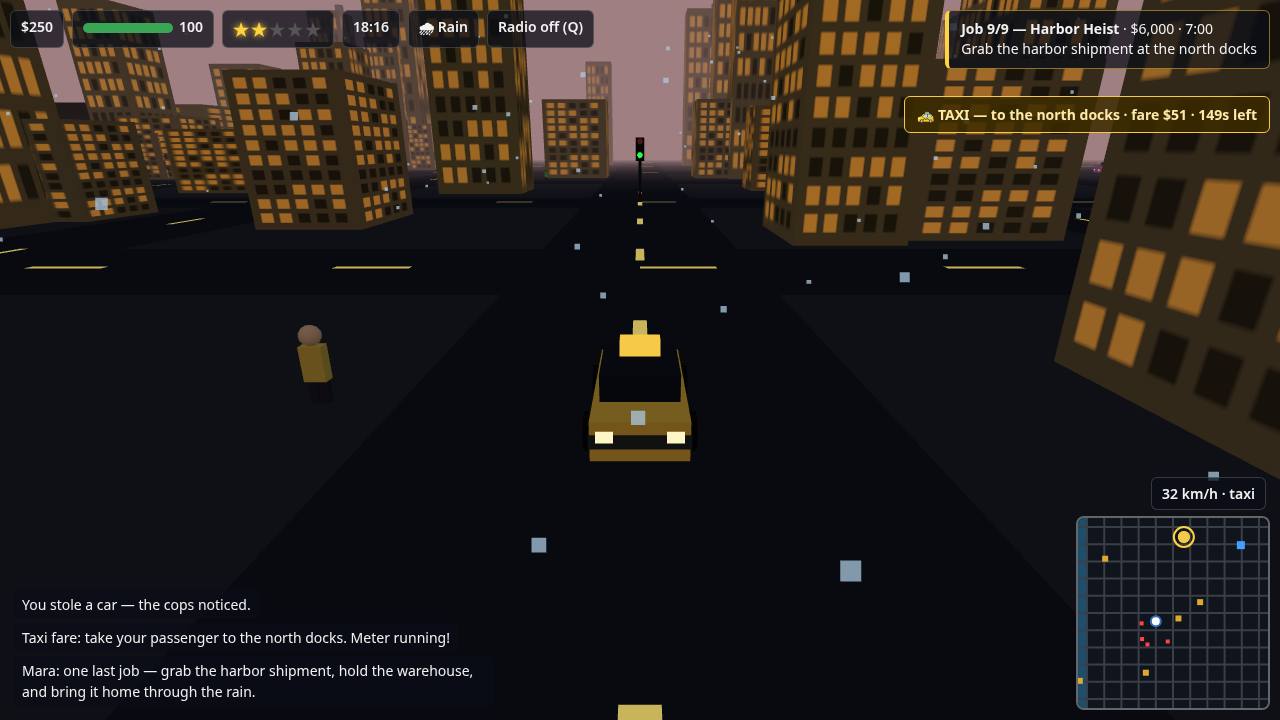 $250
100
18:16
🌧 Rain
Radio off (Q)
Job 9/9 — Harbor Heist · $6,000 · 7:00
Grab the harbor shipment at the north docks
🚕 TAXI — to the north docks · fare $51 · 149s left
32 km/h · taxi
You stole a car — the cops noticed.
Taxi fare: take your passenger to the north docks. Meter running!
Mara: one last job — grab the harbor shipment, hold the warehouse,
and bring it home through the rain.